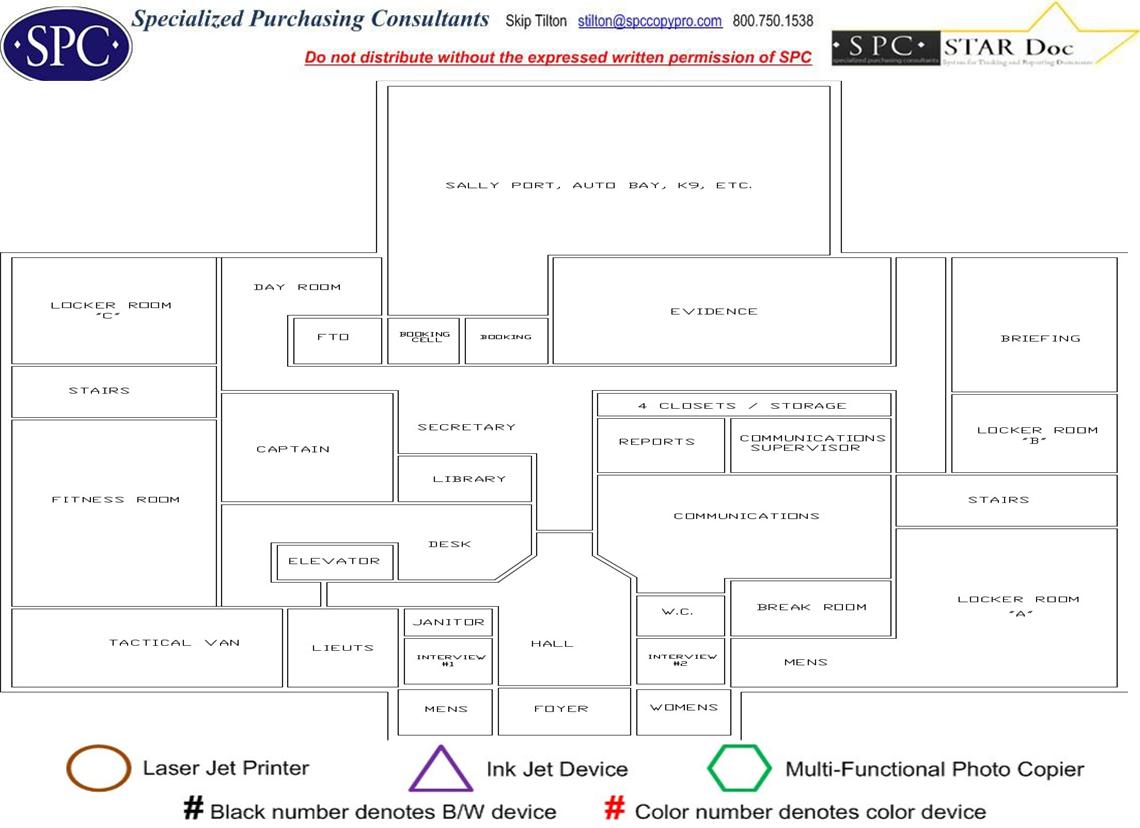 SPC
Specialized Purchasing Consultants Skip Tilton stilton@spccopypro.com 800.750.1538
Do not distribute without the expressed written permission of SPC
· S P C · STAR Doc
specialized purchasing consultants System for Tracking and Reporting Documents
SALLY PORT, AUTO BAY, K9, ETC.
LOCKER ROOM
"C"
DAY ROOM
FTO
BOOKING
CELL
BOOKING
EVIDENCE
BRIEFING
STAIRS
CAPTAIN
SECRETARY
4 CLOSETS / STORAGE
REPORTS
COMMUNICATIONS
SUPERVISOR
LOCKER ROOM
"B"
LIBRARY
FITNESS ROOM
STAIRS
COMMUNICATIONS
DESK
ELEVATOR
LOCKER ROOM
"A"
W.C.
BREAK ROOM
JANITOR
TACTICAL VAN
LIEUTS
HALL
INTERVIEW
#1
INTERVIEW
#2
MENS
MENS
FOYER
WOMENS
Laser Jet Printer
Ink Jet Device
Multi-Functional Photo Copier
# Black number denotes B/W device
# Color number denotes color device